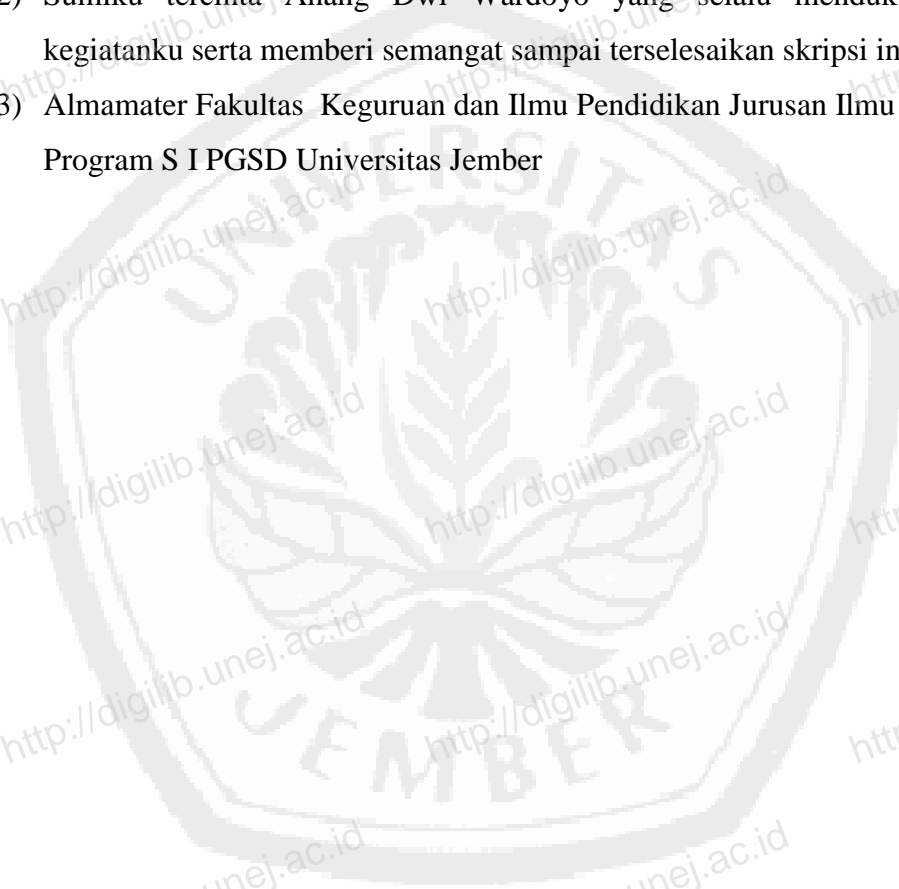 2) Suamiku tercinta Anang Dwi Wardoyo yang selalu
kegiatanku serta memberi semangat sampai terselesaikan skripsi
3) Almamater Fakultas Keguruan dan Ilmu Pendidikan Jurusan Ilmu
Program S I PGSD Universitas Jember
UNIVERSITAS
JEMBER
http://digilib.unej.ac.id
http://digilib.unej.ac.id
http://digilib.unej.ac.id
http://digilib.unej.ac.id
http://digilib.unej.ac.id
http://digilib.unej.ac.id